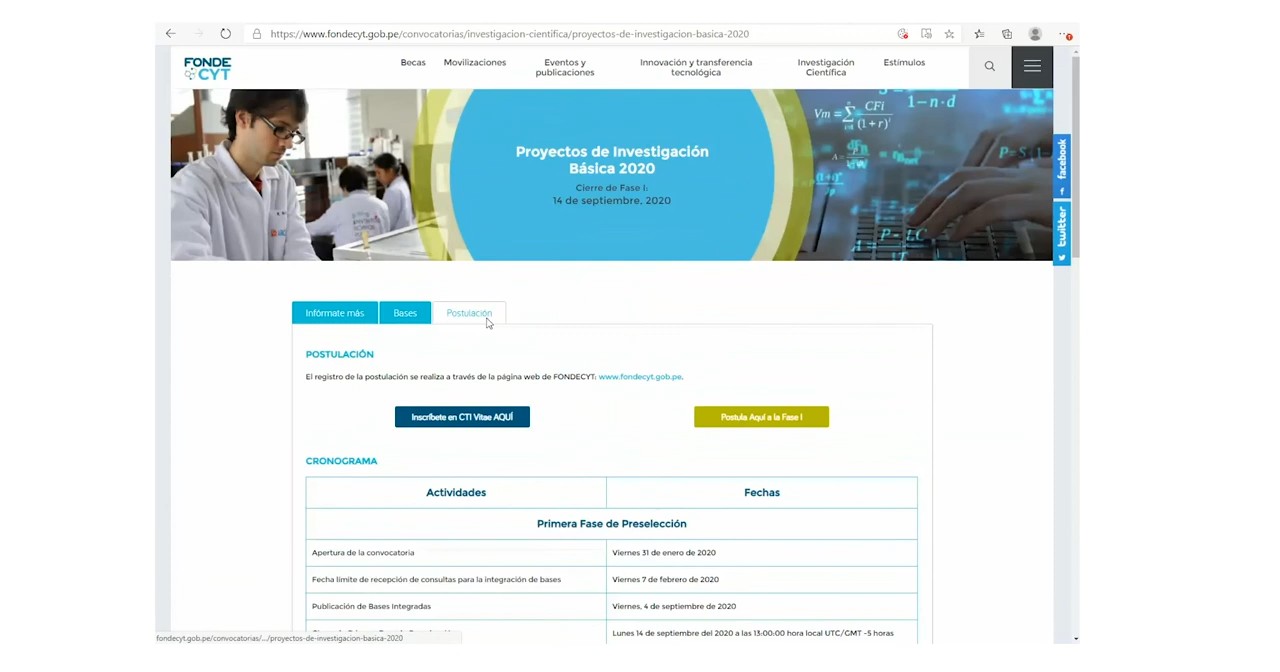 https://www.fondecyt.gob.pe/convocatorias/investigacion-cientifica/proyectos-de-investigacion-basica-2020
FONDE
CYT
Becas
Movilizaciones
Eventos y
publicaciones
Innovación y transferencia
tecnológica
Investigación
Científica
Estímulos
Proyectos de Investigación
Básica 2020
Cierre de Fase I:
14 de septiembre, 2020
facebook
twitter
Infórmate más
Bases
Postulación
POSTULACIÓN
El registro de la postulación se realiza a través de la página web de FONDECYT: www.fondecyt.gob.pe.
Inscríbete en CTI Vitae AQUÍ
Postula Aquí a la Fase I
CRONOGRAMA
Actividades
Fechas
Primera Fase de Preselección
Apertura de la convocatoria
Viernes 31 de enero de 2020
Fecha límite de recepción de consultas para la integración de bases
Viernes 7 de febrero de 2020
Publicación de Bases Integradas
Viernes, 4 de septiembre de 2020
Lunes 14 de septiembre del 2020 a las 13:00:00 hora local UTC/GMT -5 horas
fondecyt.gob.pe/convocatorias/.../proyectos-de-investigacion-basica-2020